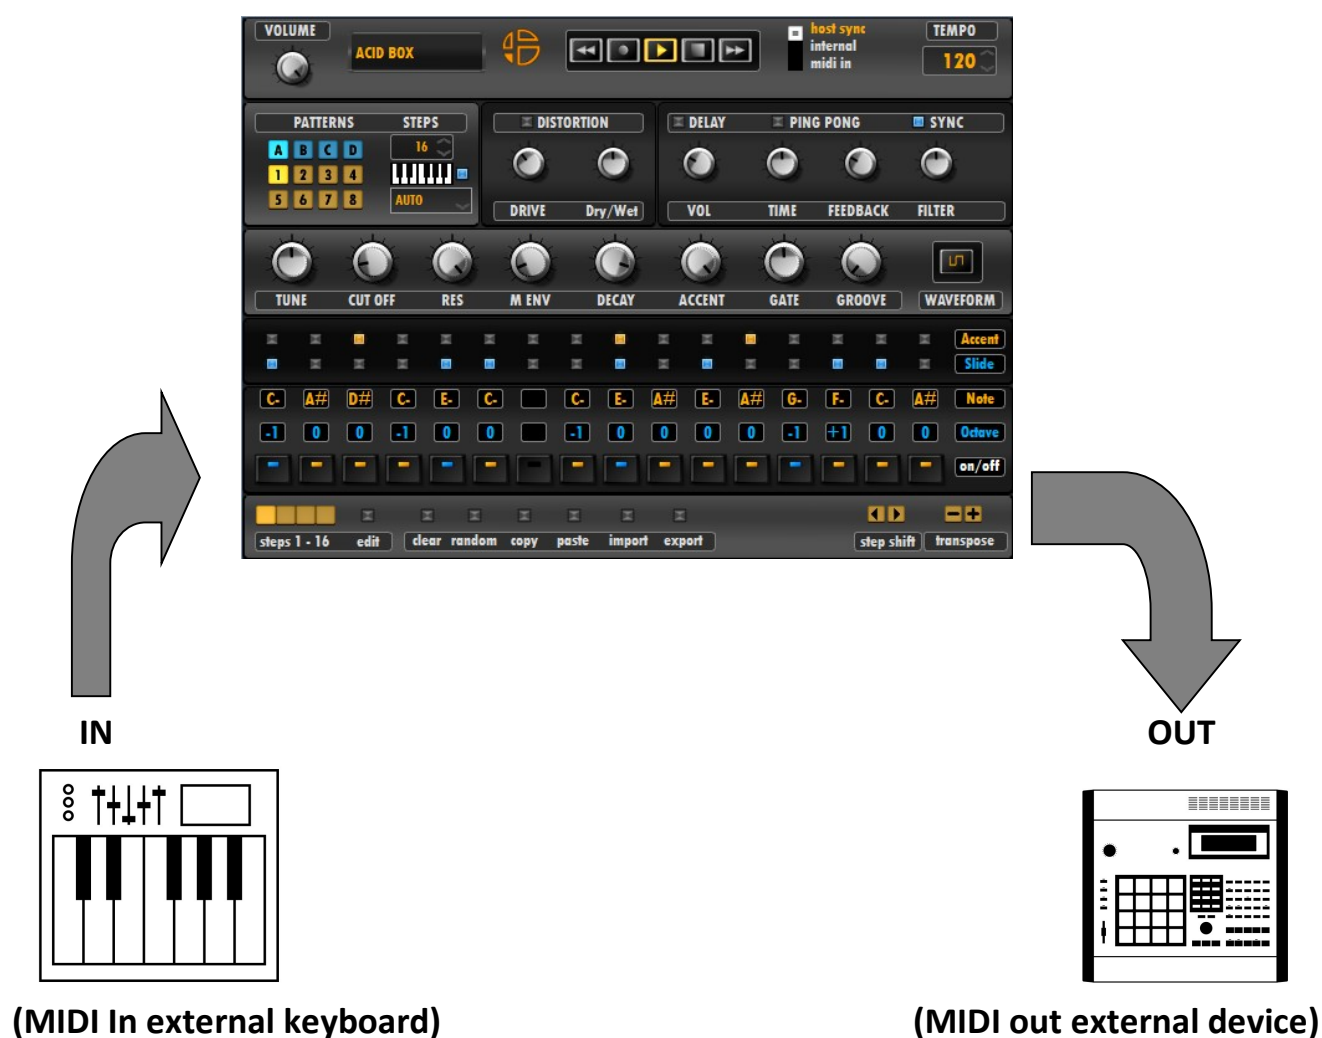 VOLUME
ACID BOX
host sync
internal
midi in
TEMPO
120
PATTERNS
STEPS
A B C D
1 2 3 4
5 6 7 8
16
AUTO
DISTORTION
DRIVE Dry/Wet
DELAY PING PONG SYNC
VOL TIME FEEDBACK FILTER
TUNE CUT OFF RES M ENV DECAY ACCENT GATE GROOVE WAVEFORM
Accent
Slide
C- A# D# C- E- C- C- E- A# E- A# G- F- C- A# Note
-1 0 0 -1 0 0 -1 0 0 0 0 -1 +1 0 0 Octave
on/off
steps 1 - 16 edit clear random copy paste import export step shift transpose
IN
OUT
(MIDI In external keyboard)
(MIDI out external device)